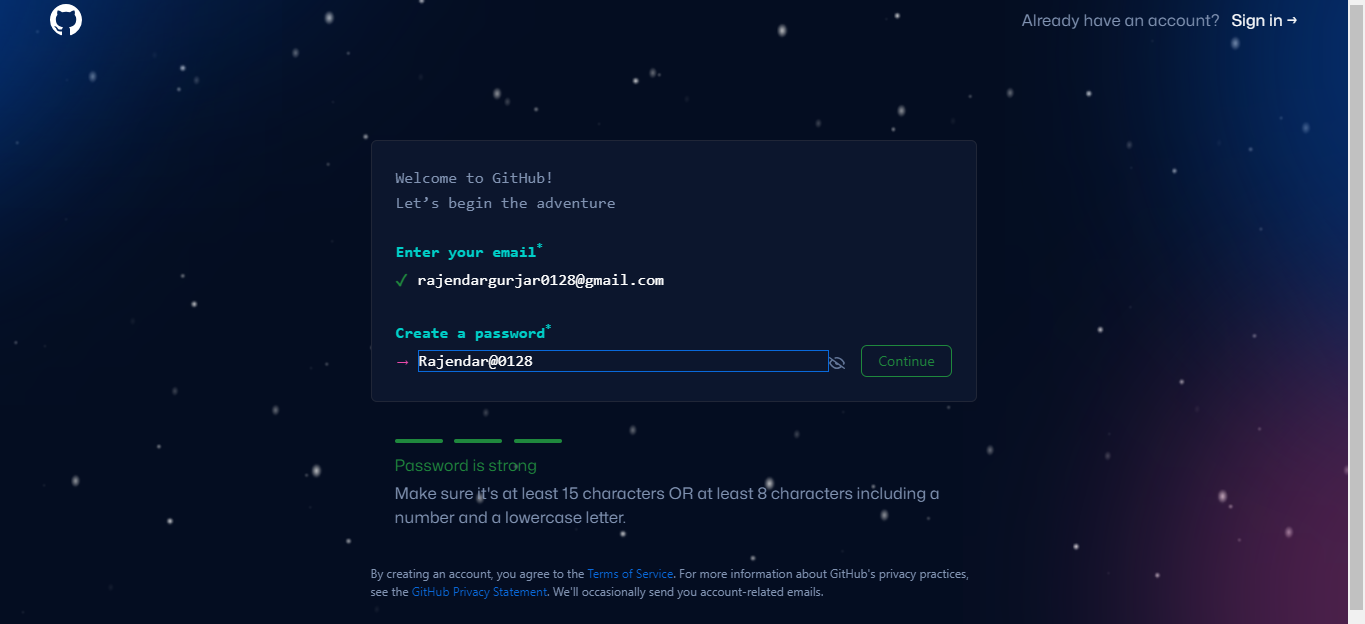 Already have an account? Sign in →
Welcome to GitHub!
Let’s begin the adventure
Enter your email*
✓ rajendargurjar0128@gmail.com
Create a password*
→ Rajendar@0128
Continue
Password is strong
Make sure it's at least 15 characters OR at least 8 characters including a
number and a lowercase letter.
By creating an account, you agree to the Terms of Service. For more information about GitHub's privacy practices,
see the GitHub Privacy Statement. We'll occasionally send you account-related emails.